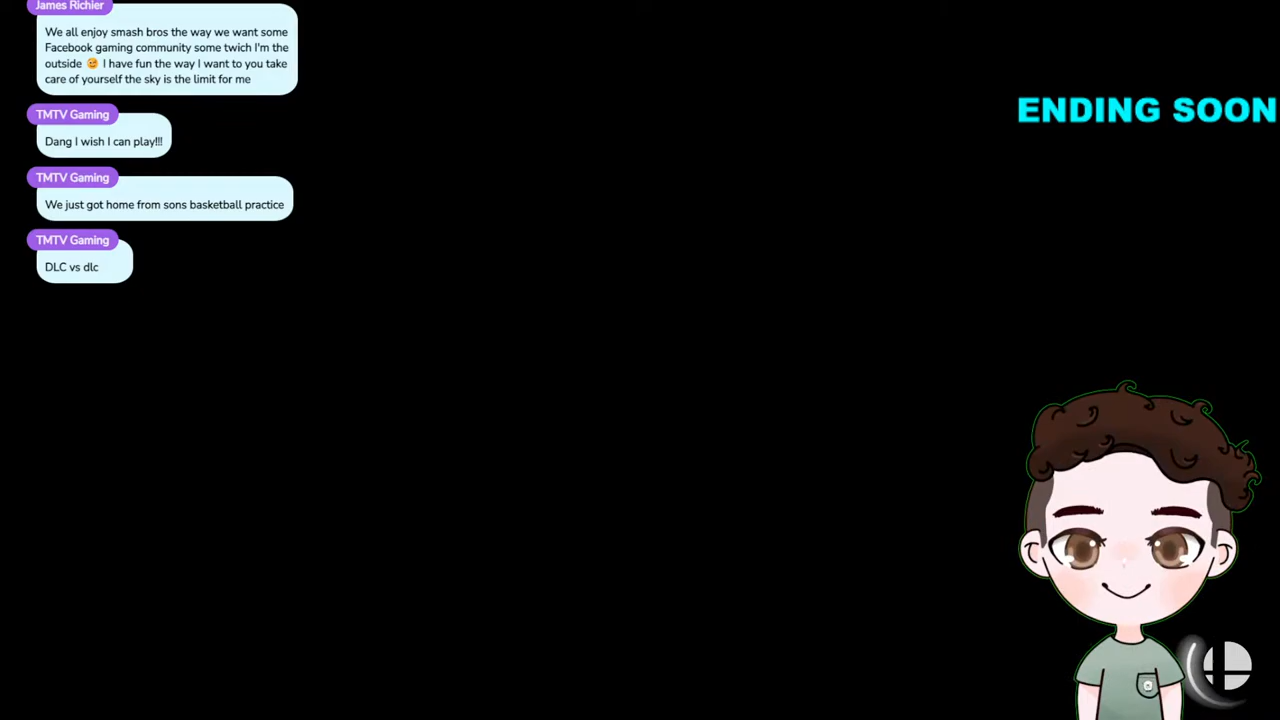 James Richier
We all enjoy smash bros the way we want some
Facebook gaming community some twich I'm the
outside 🥴 I have fun the way I want to you take
care of yourself the sky is the limit for me
TMTV Gaming
Dang I wish I can play!!!
TMTV Gaming
We just got home from sons basketball practice
TMTV Gaming
DLC vs dlc
ENDING SOON